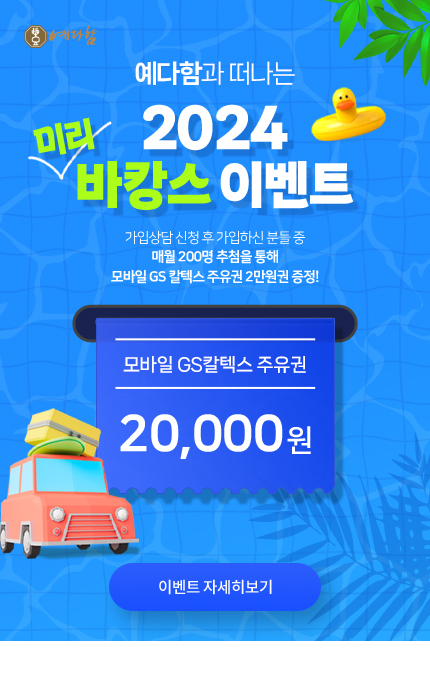 예다함
예다함과 떠나는
2024
미리
바캉스 이벤트
가입상담 신청 후 가입하신 분들 중
매월 200명 추첨을 통해
모바일 GS 칼텍스 주유권 2만원권 증정!
모바일 GS칼텍스 주유권
20,000원
이벤트 자세히보기